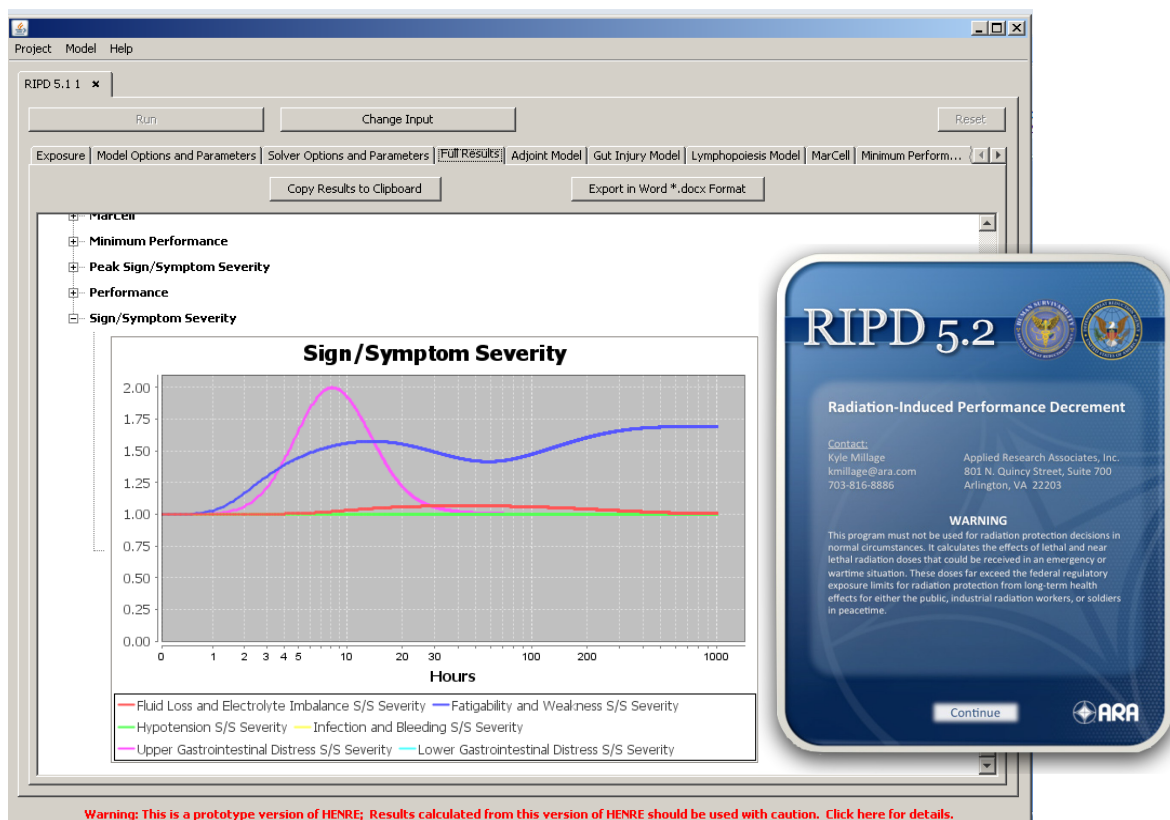 Project Model Help
RIPD 5.1 1
Run Change Input Reset
Exposure Model Options and Parameters Solver Options and Parameters Full Results Adjoint Model Gut Injury Model Lymphopoiesis Model MarCell Minimum Perform...
Copy Results to Clipboard Export in Word *.docx Format
Marcell
Minimum Performance
Peak Sign/Symptom Severity
Performance
Sign/Symptom Severity
Sign/Symptom Severity
2.00
1.75
1.50
1.25
1.00
0.75
0.50
0.25
0.00
0 1 2 3 4 5 10 20 30 100 200 1000
Hours
Fluid Loss and Electrolyte Imbalance S/S Severity Fatigability and Weakness S/S Severity
Hypotension S/S Severity Infection and Bleeding S/S Severity
Upper Gastrointestinal Distress S/S Severity Lower Gastrointestinal Distress S/S Severity
Warning: This is a prototype version of HENRE; Results calculated from this version of HENRE should be used with caution. Click here for details.
RIPD 5.2
Radiation-Induced Performance Decrement
Contact:
Kyle Millage Applied Research Associates, Inc.
kmillage@ara.com 801 N. Quincy Street, Suite 700
703-816-8886 Arlington, VA 22203
WARNING
This program must not be used for radiation protection decisions in
normal circumstances. It calculates the effects of lethal and near
lethal radiation doses that could be received in an emergency or
wartime situation. These doses far exceed the federal regulatory
exposure limits for radiation protection from long-term health
effects for either the public, industrial radiation workers, or soldiers
in peacetime.
Continue
ARA